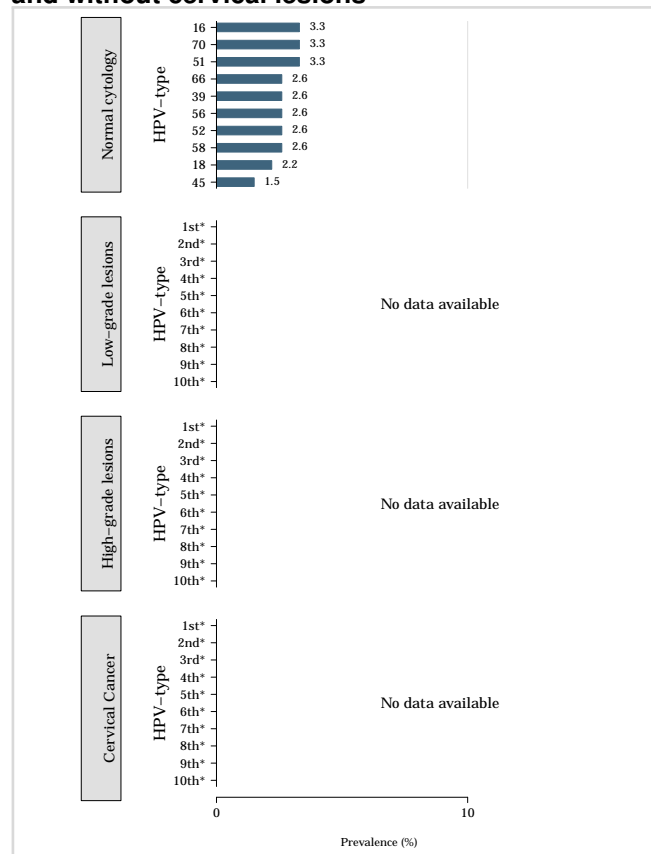 and without cervical lesions
Normal cytology
HPV−type
16 3.3
70 3.3
51 3.3
66 2.6
39 2.6
56 2.6
52 2.6
58 2.6
18 2.2
45 1.5
Low−grade lesions
HPV−type
1st*
2nd*
3rd*
4th*
5th*
6th*
7th*
8th*
9th*
10th*
No data available
High−grade lesions
HPV−type
1st*
2nd*
3rd*
4th*
5th*
6th*
7th*
8th*
9th*
10th*
No data available
Cervical Cancer
HPV−type
1st*
2nd*
3rd*
4th*
5th*
6th*
7th*
8th*
9th*
10th*
No data available
0 10
Prevalence (%)